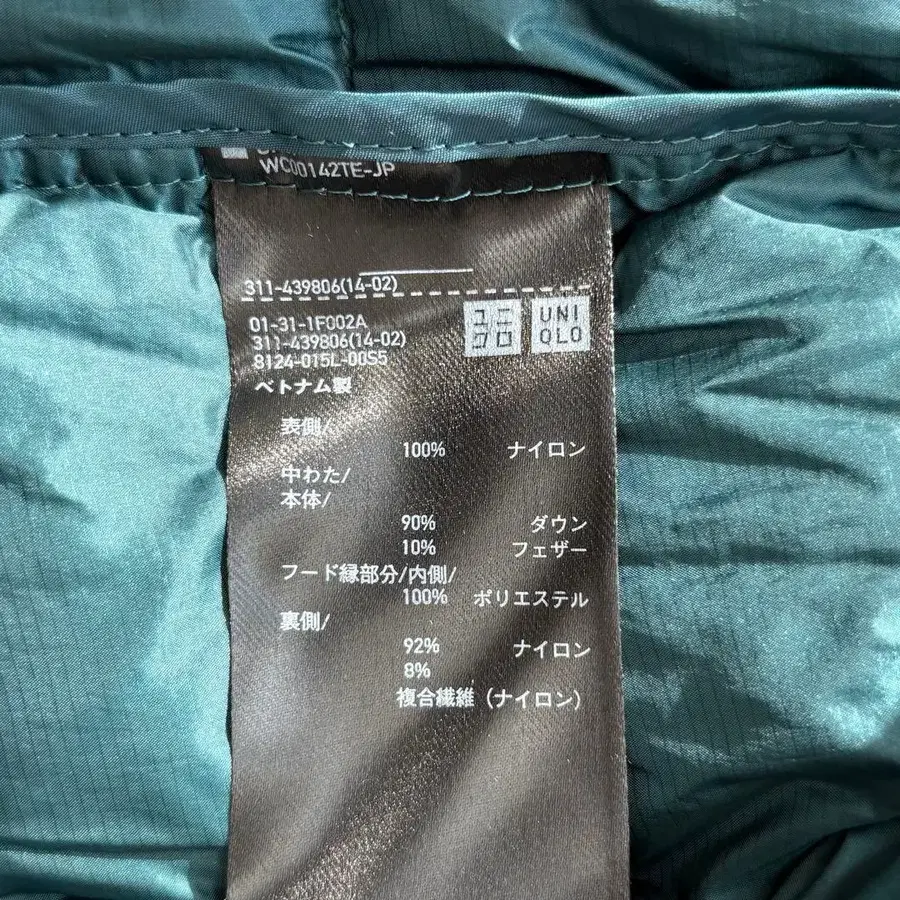 WC00142TE-JP
311-439806(14-02)
01-31-1F002A
311-439806(14-02)
8124-015L-00S5
ユニクロ
UNIQLO
ベトナム製
表側/
100% ナイロン
中わた/
本体/
90% ダウン
10% フェザー
フード縁部分/内側/
100% ポリエステル
裏側/
92% ナイロン
8%
複合繊維（ナイロン）